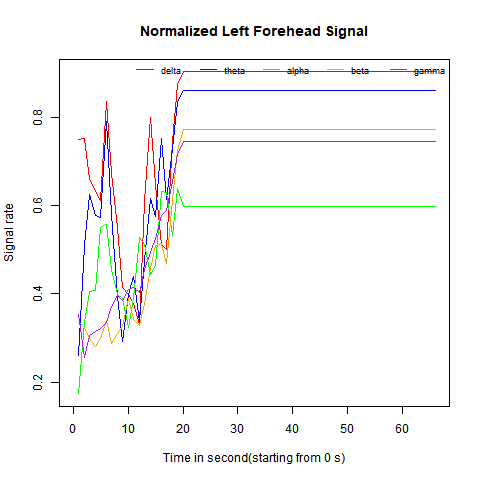 Normalized Left Forehead Signal
delta theta alpha beta gamma
Signal rate
0.8
0.6
0.4
0.2
0 10 20 30 40 50 60
Time in second(starting from 0 s)